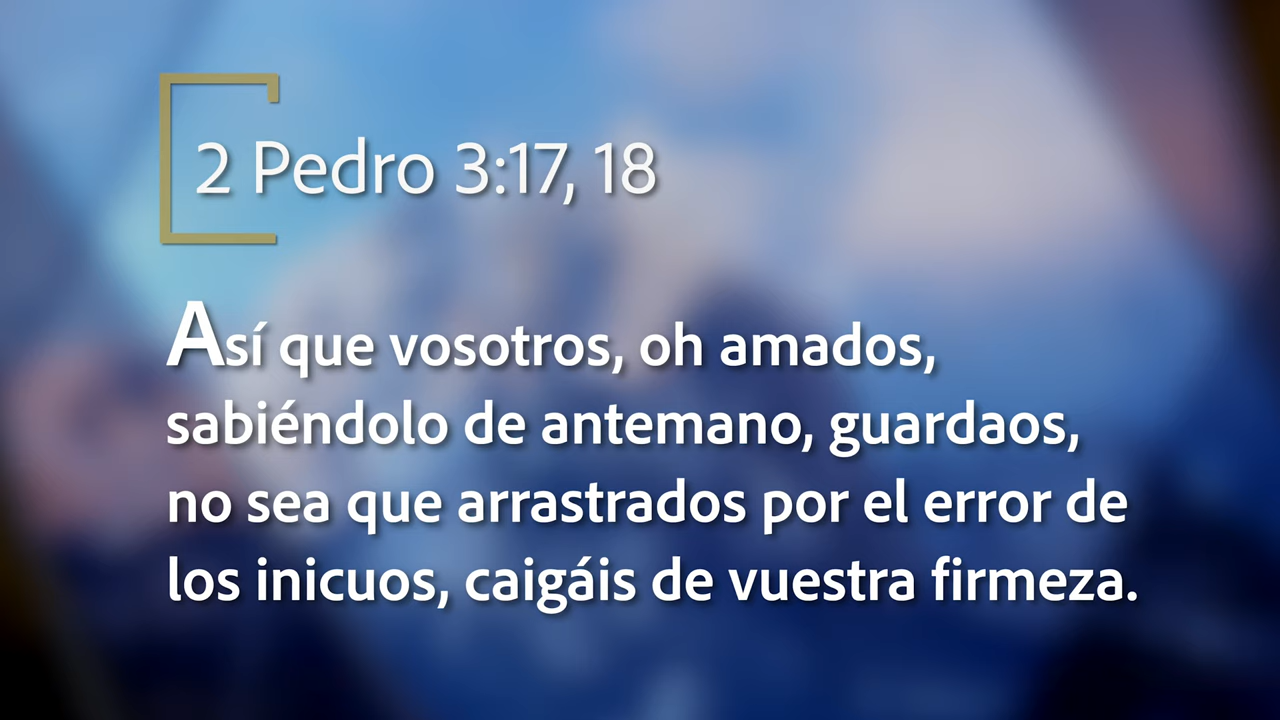 2 Pedro 3:17, 18
Así que vosotros, oh amados,
sabiéndolo de antemano, guardaos,
no sea que arrastrados por el error de
los inicuos, caigáis de vuestra firmeza.